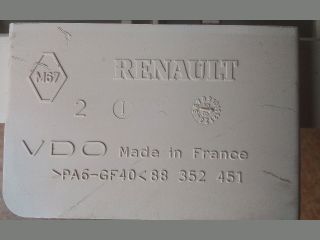 M67 RENAULT
2
VDO Made in France
>PA6-GF40<88 352 451